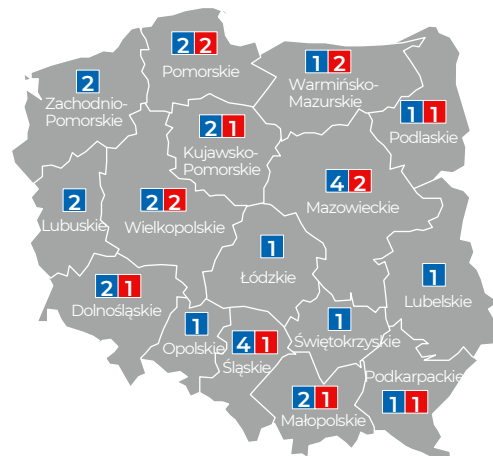 2 2
Pomorskie
1 2
Warmińsko-
Mazurskie
2
Zachodnio-
Pomorskie
1 1
Podlaskie
2 1
Kujawsko-
Pomorskie
4 2
Mazowieckie
2
Lubuskie
2 2
Wielkopolskie
1
Łódzkie
1
Lubelskie
2 1
Dolnośląskie
1
Opolskie
4 1
Śląskie
1
Świętokrzyskie
Podkarpackie
1 1
2 1
Małopolskie